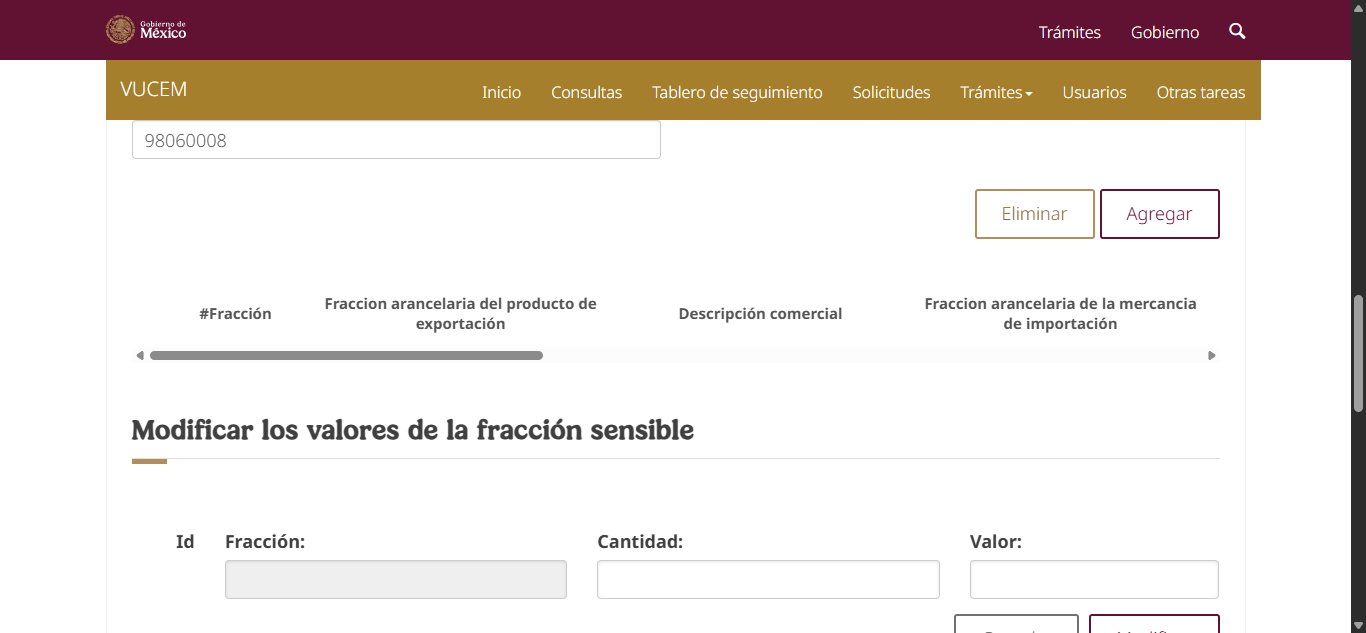 Gobierno de
México
Trámites Gobierno
VUCEM Inicio Consultas Tablero de seguimiento Solicitudes Trámites Usuarios Otras tareas
98060008
Eliminar Agregar
#Fracción Fraccion arancelaria del producto de exportación Descripción comercial Fraccion arancelaria de la mercancia de importación
Modificar los valores de la fracción sensible
Id Fracción: Cantidad: Valor: